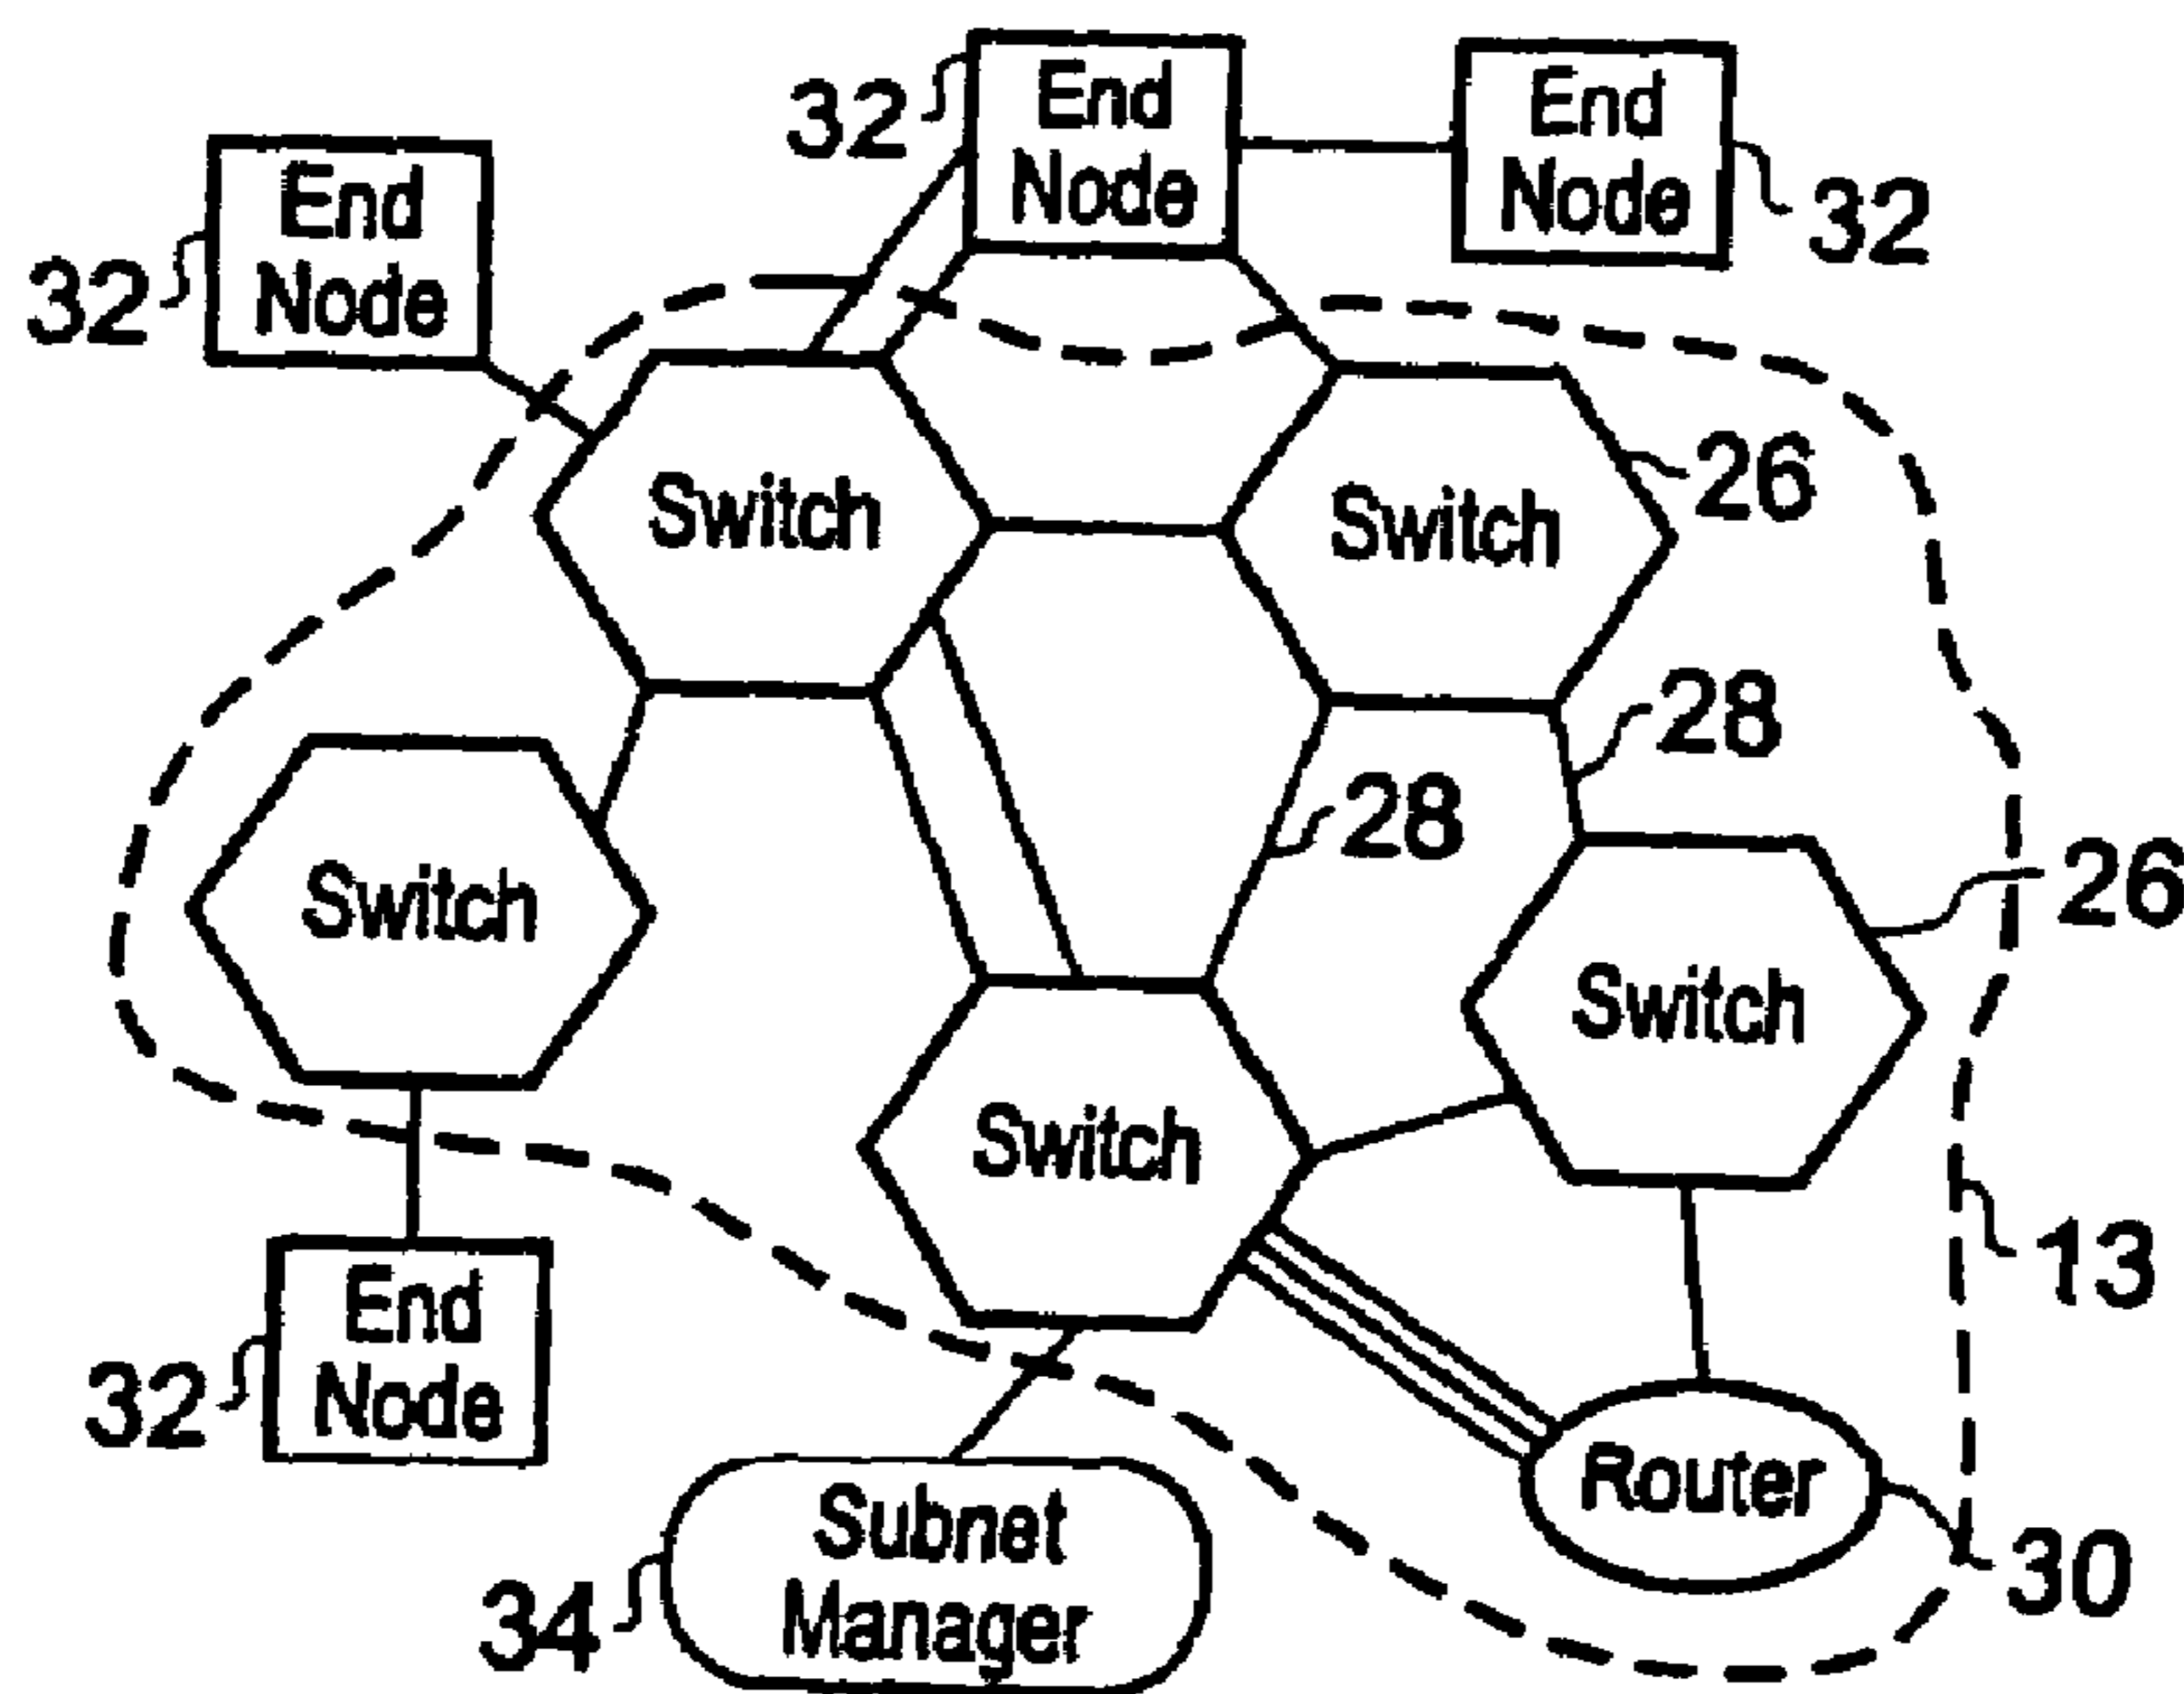 32
End
Node
End
Node
32
End
Node
32
32
Switch
Switch
26
28
28
Switch
26
Switch
Switch
13
End
Node
32
Router
30
Subnet
Manager
34